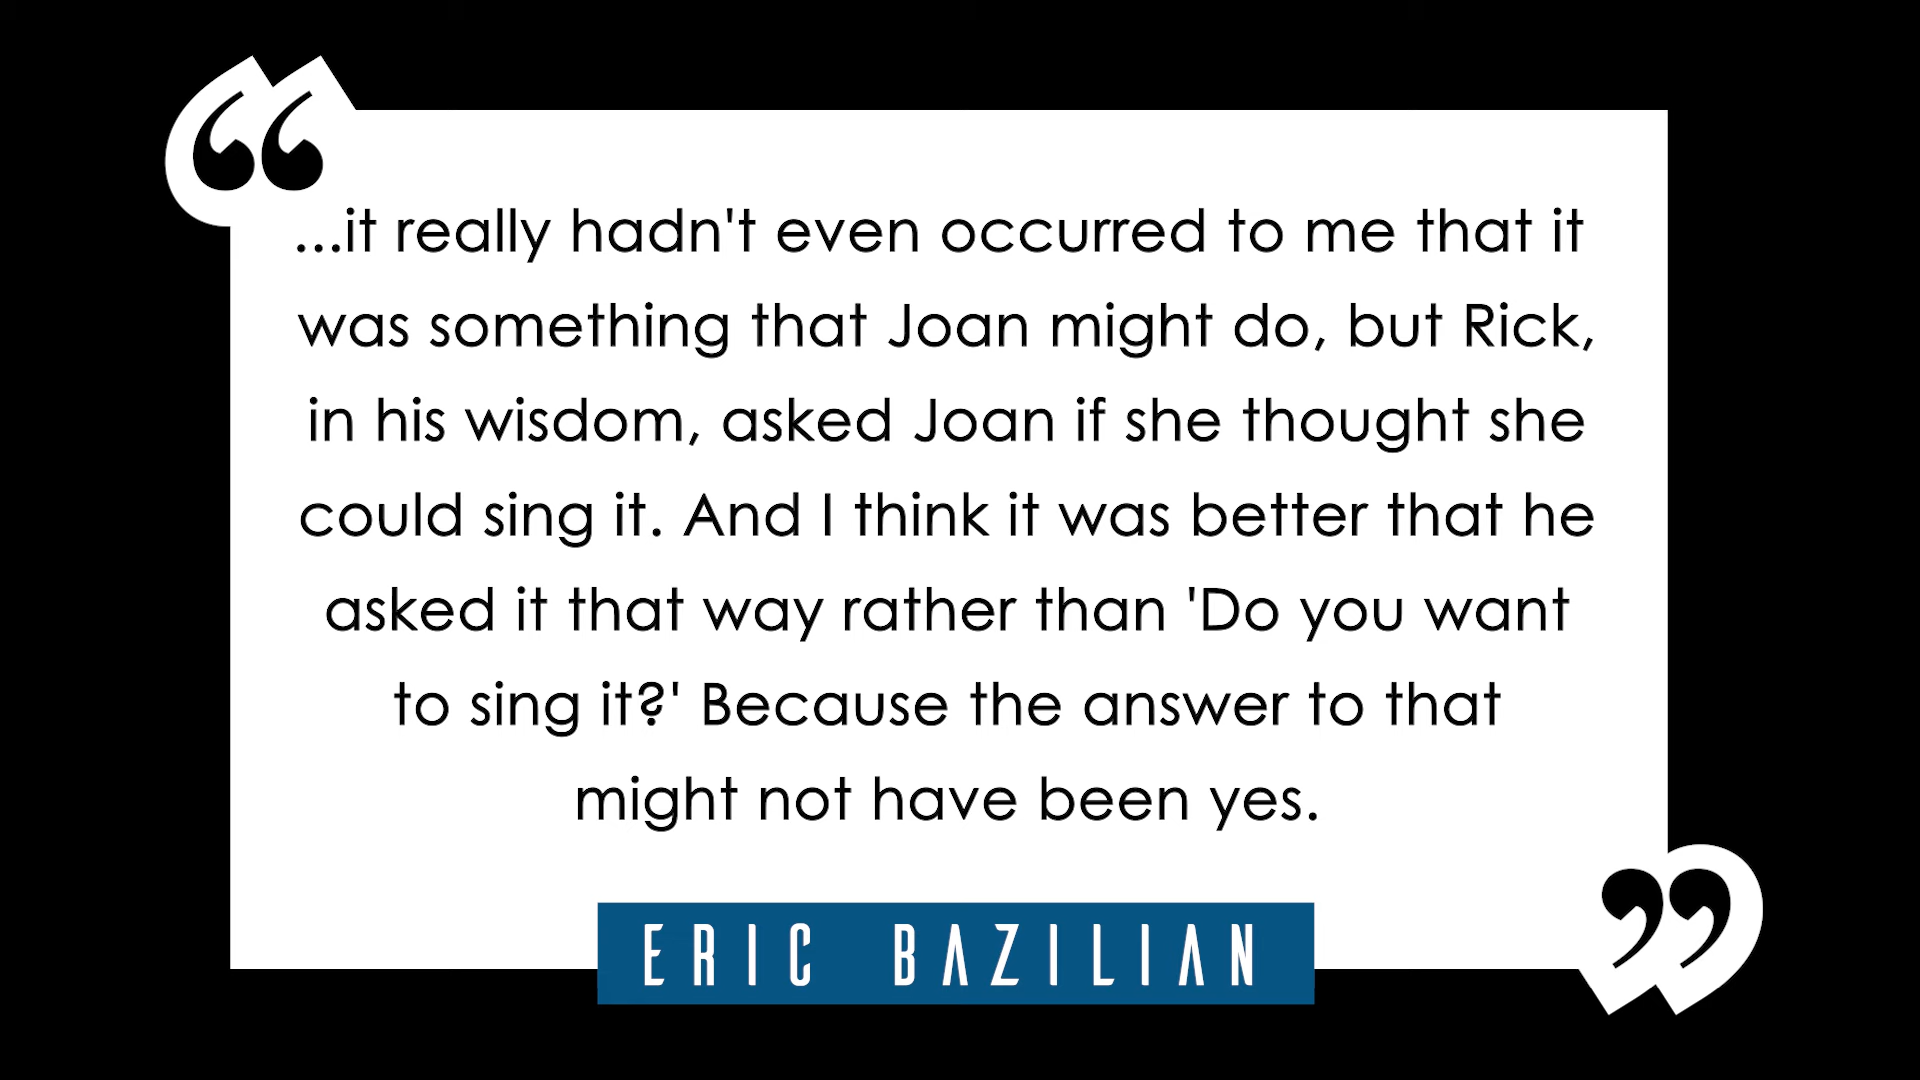 ...it really hadn't even occurred to me that it
was something that Joan might do, but Rick,
in his wisdom, asked Joan if she thought she
could sing it. And I think it was better that he
asked it that way rather than 'Do you want
to sing it?' Because the answer to that
might not have been yes.
ERIC BAZILIAN